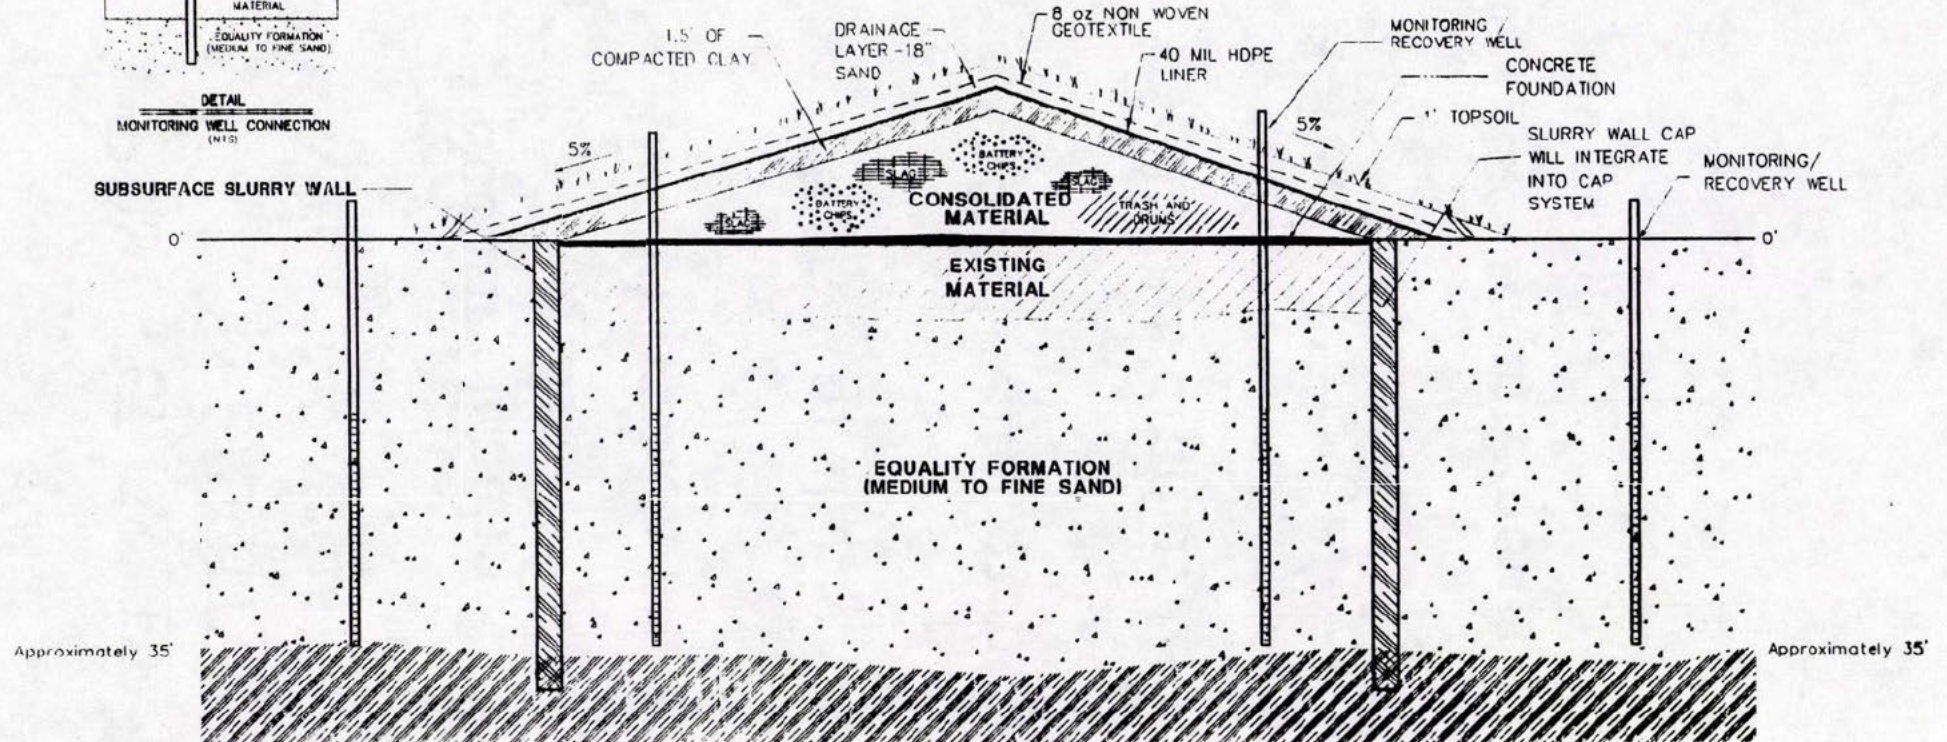 MATERIAL
EQUALITY FORMATION
(MEDIUM TO FINE SAND)
DETAIL
MONITORING WELL CONNECTION
(NTS)
1.5' OF
COMPACTED CLAY
DRAINAGE
LAYER -18"
SAND
8 oz NON WOVEN
GEOTEXTILE
40 MIL HDPE
LINER
MONITORING/
RECOVERY WELL
CONCRETE
FOUNDATION
1' TOPSOIL
SLURRY WALL CAP
WILL INTEGRATE
INTO CAP
SYSTEM
MONITORING/
RECOVERY WELL
5%
5%
SUBSURFACE SLURRY WALL
BATTERY
CHIPS
SLAG
SLAG
BATTERY
CHIPS
SLAG
CONSOLIDATED
MATERIAL
TRASH AND
DRUMS
0'
0'
EXISTING
MATERIAL
EQUALITY FORMATION
(MEDIUM TO FINE SAND)
Approximately 35'
Approximately 35'